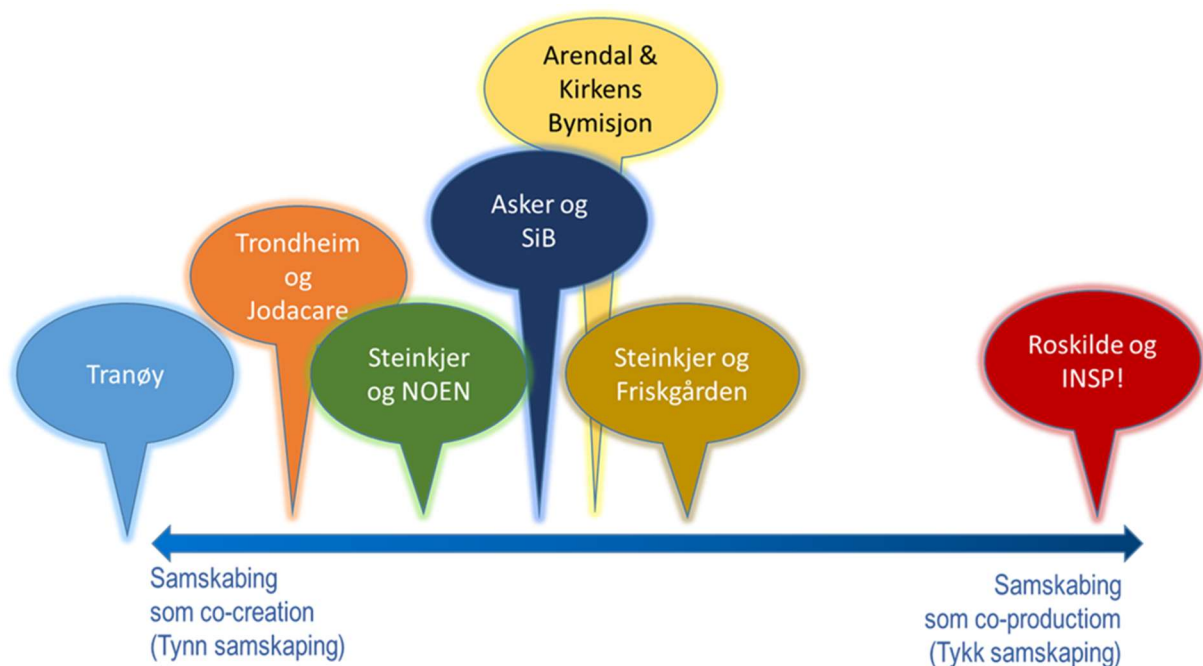 Arendal &
Kirkens
Bymisjon
Asker og
SiB
Trondheim
og
Jodacare
Tranøy
Steinkjer
og NOEN
Steinkjer og
Friskgården
Roskilde og
INSP!
Samskabing
som co-creation
(Tynn samskaping)
Samskabing
som co-productiom
(Tykk samskaping)